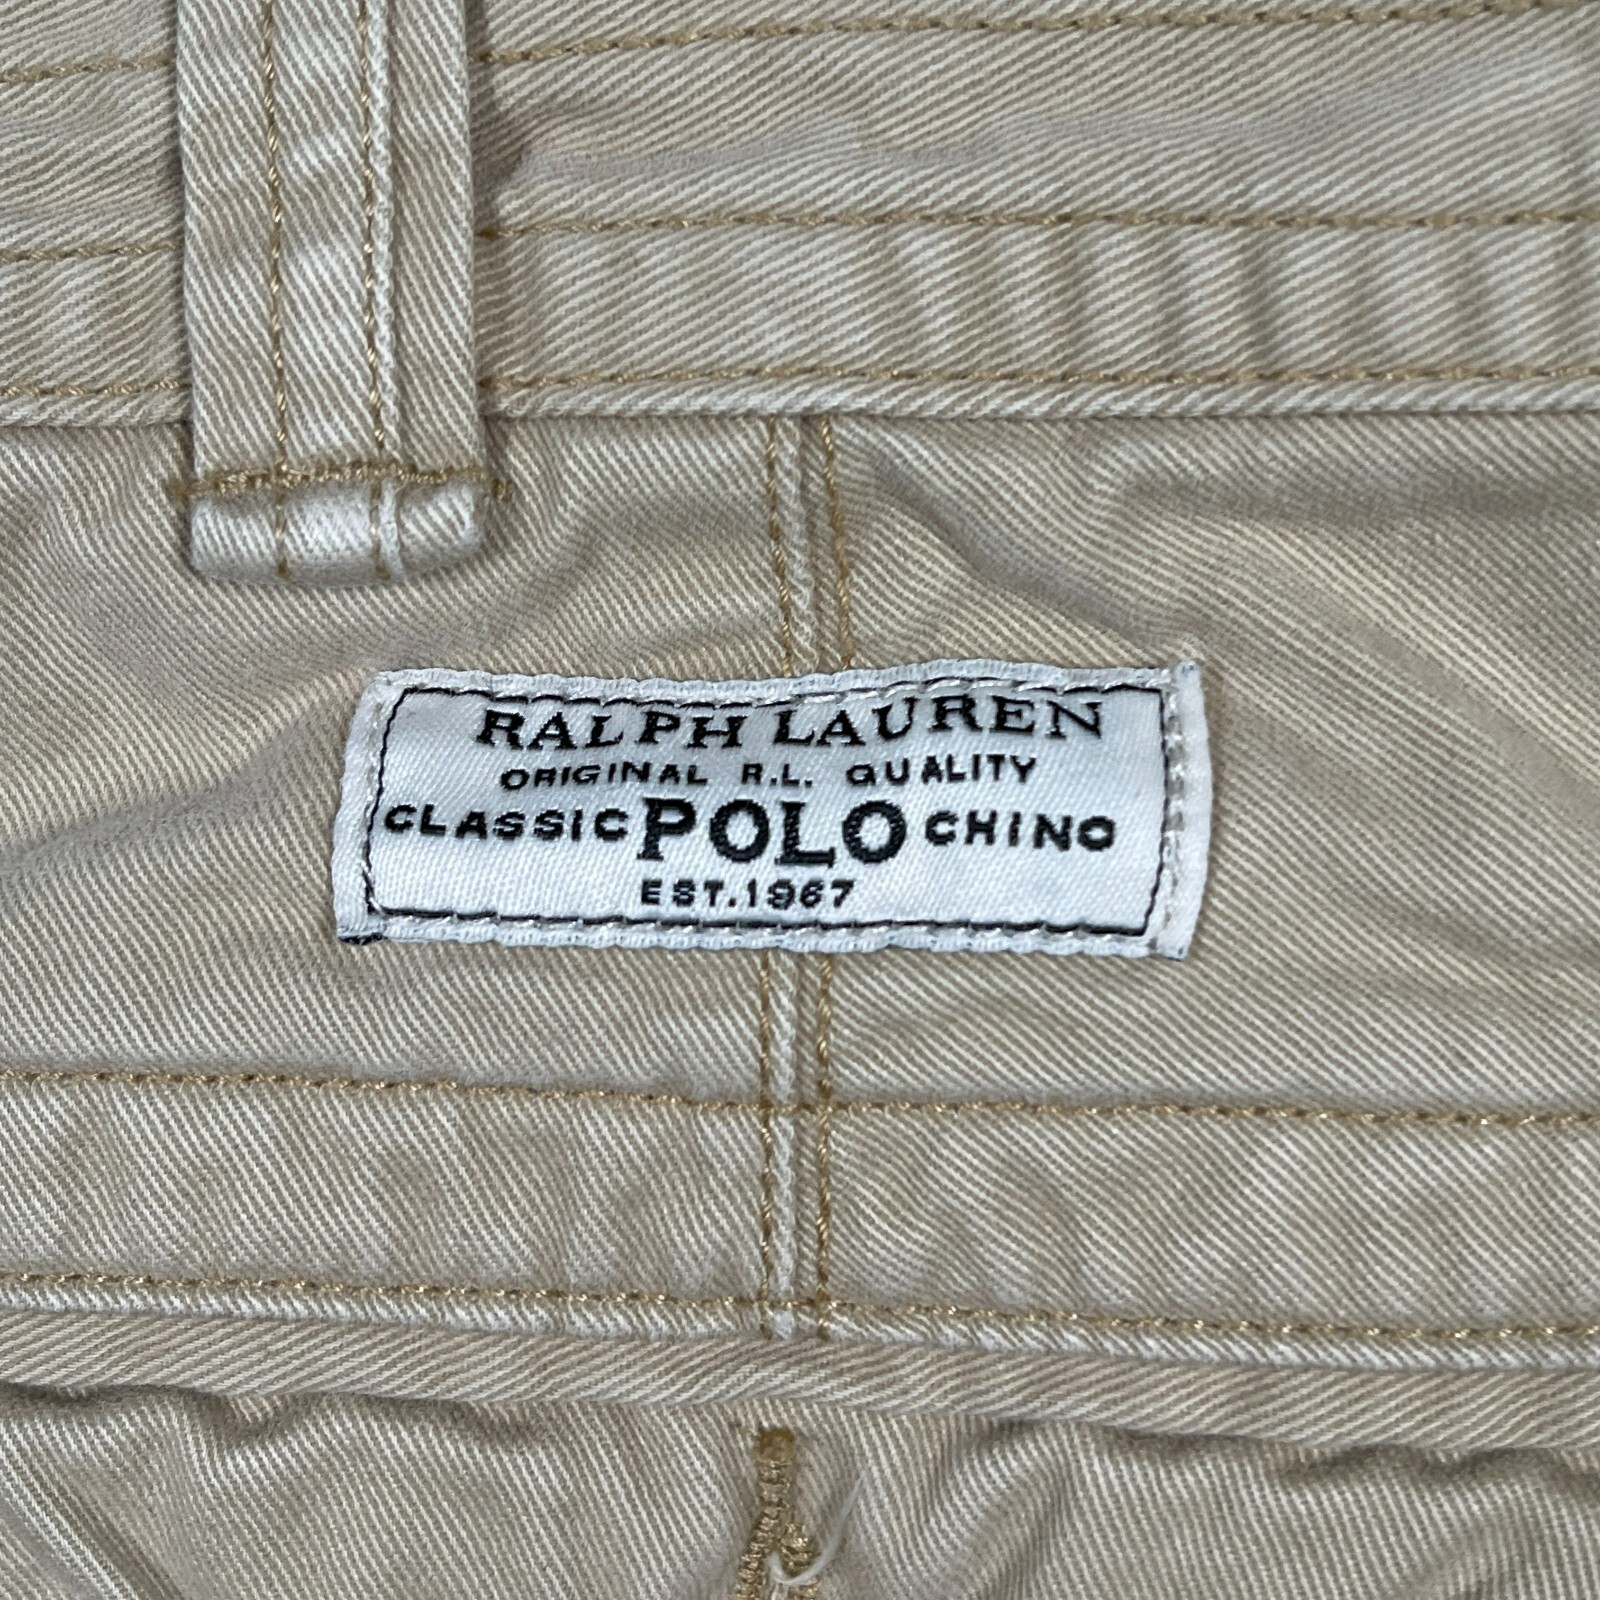 RALPH LAUREN
ORIGINAL R.L. QUALITY
CLASSIC POLO CHINO
EST.1967